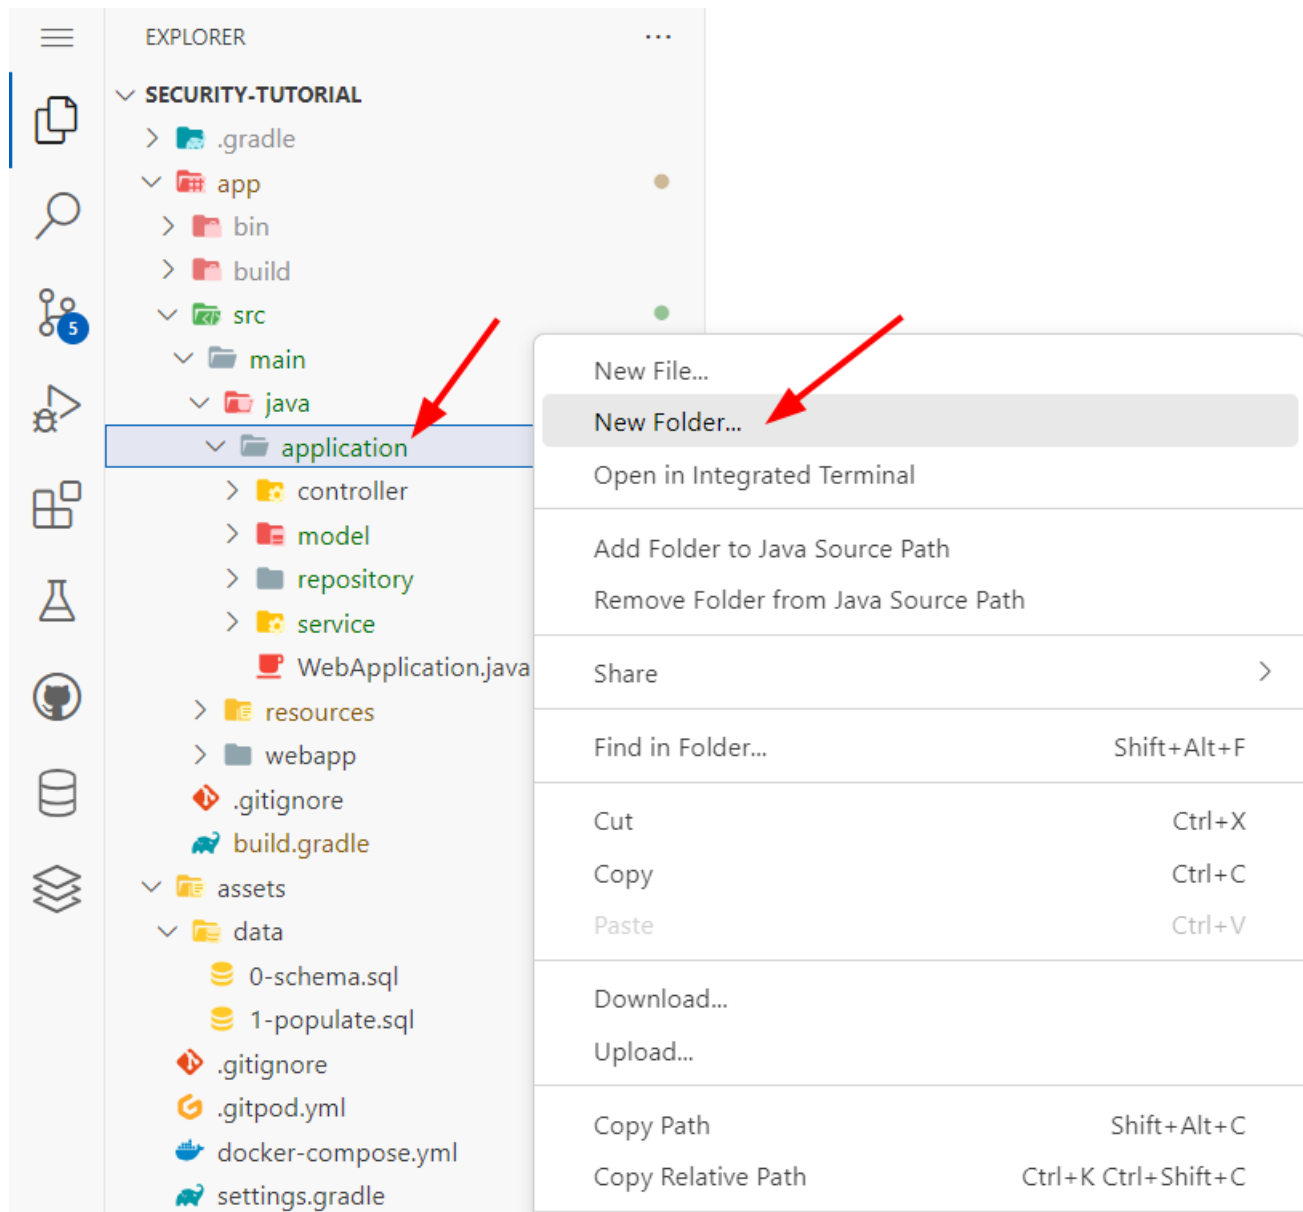 EXPLORER
SECURITY-TUTORIAL
.gradle
app
bin
build
src
5
main
java
application
controller
model
repository
service
WebApplication.java
resources
webapp
.gitignore
build.gradle
assets
data
0-schema.sql
1-populate.sql
.gitignore
.gitpod.yml
docker-compose.yml
settings.gradle
New File...
New Folder...
Open in Integrated Terminal
Add Folder to Java Source Path
Remove Folder from Java Source Path
Share
Find in Folder... Shift+Alt+F
Cut Ctrl+X
Copy Ctrl+C
Paste Ctrl+V
Download...
Upload...
Copy Path Shift+Alt+C
Copy Relative Path Ctrl+K Ctrl+Shift+C